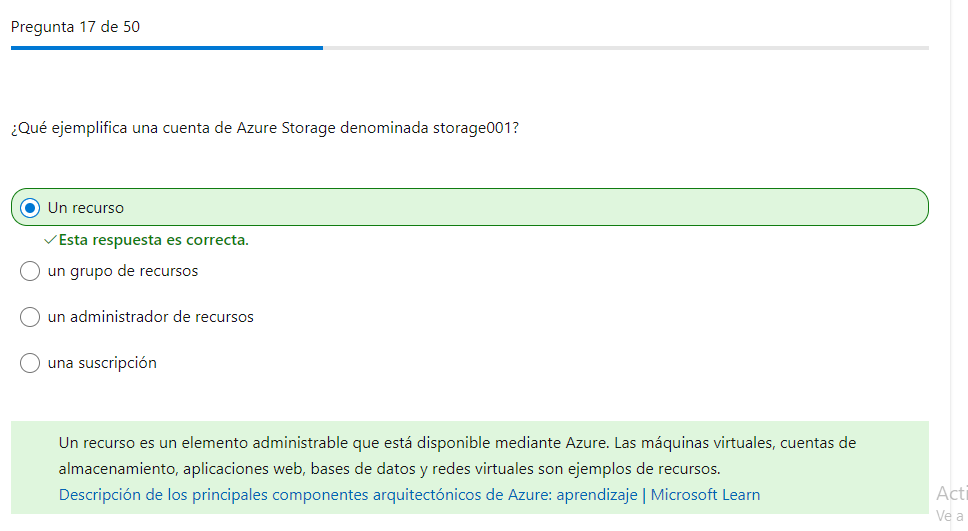 Pregunta 17 de 50
¿Qué ejemplifica una cuenta de Azure Storage denominada storage001?
Un recurso
Esta respuesta es correcta.
un grupo de recursos
un administrador de recursos
una suscripción
Un recurso es un elemento administrable que está disponible mediante Azure. Las máquinas virtuales, cuentas de
almacenamiento, aplicaciones web, bases de datos y redes virtuales son ejemplos de recursos.
Descripción de los principales componentes arquitectónicos de Azure: aprendizaje | Microsoft Learn
Acti
Ve a